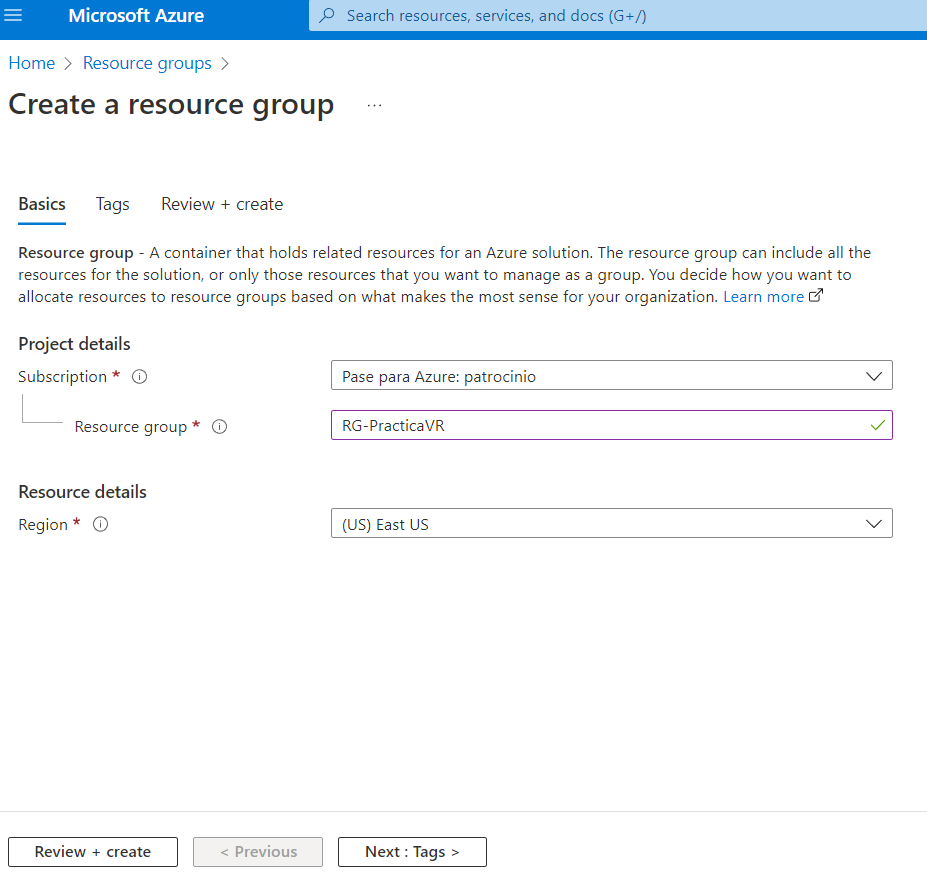 Microsoft Azure
Search resources, services, and docs (G+/)
Home > Resource groups >
Create a resource group ...
Basics Tags Review + create
Resource group - A container that holds related resources for an Azure solution. The resource group can include all the
resources for the solution, or only those resources that you want to manage as a group. You decide how you want to
allocate resources to resource groups based on what makes the most sense for your organization. Learn more
Project details
Subscription *
Pase para Azure: patrocinio
Resource group *
RG-PracticaVR
Resource details
Region *
(US) East US
Review + create
< Previous
Next : Tags >